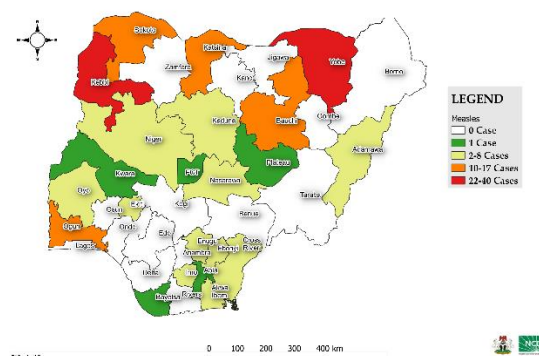 Sokoto
Katsina
Jigawa
Yobe
Borno
Zamfara
Kano
Kebbi
Kaduna
Bauchi
Gombe
Adamawa
Niger
Plateau
Kwara
FCT
Nasarawa
Taraba
Oyo
Kogi
Osun
Ekiti
Benue
Ogun
Ondo
Edo
Lagos
Enugu
Ebonyi
Cross
River
Anambra
Delta
Imo
Abia
Rivers
Akwa
Ibom
Bayelsa
LEGEND
Measles
0 Case
1 Case
2-8 Cases
10-17 Cases
22-40 Cases
0 100 200 300 400 km